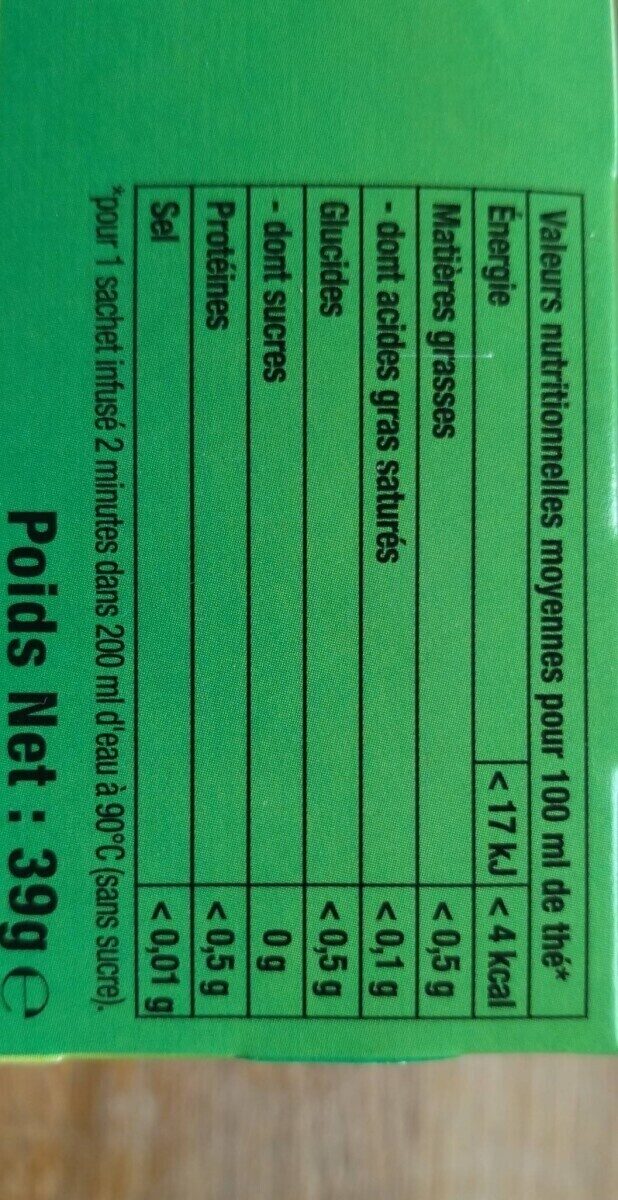 Valeurs nutritionnelles moyennes pour 100 ml de thé*
Énergie < 17 kJ < 4 kcal
Matières grasses < 0,5 g
- dont acides gras saturés < 0,1 g
Glucides < 0,5 g
- dont sucres 0 g
Protéines < 0,5 g
Sel < 0,01 g
*pour 1 sachet infusé 2 minutes dans 200 ml d'eau à 90°C (sans sucre).
Poids Net : 39g ℮